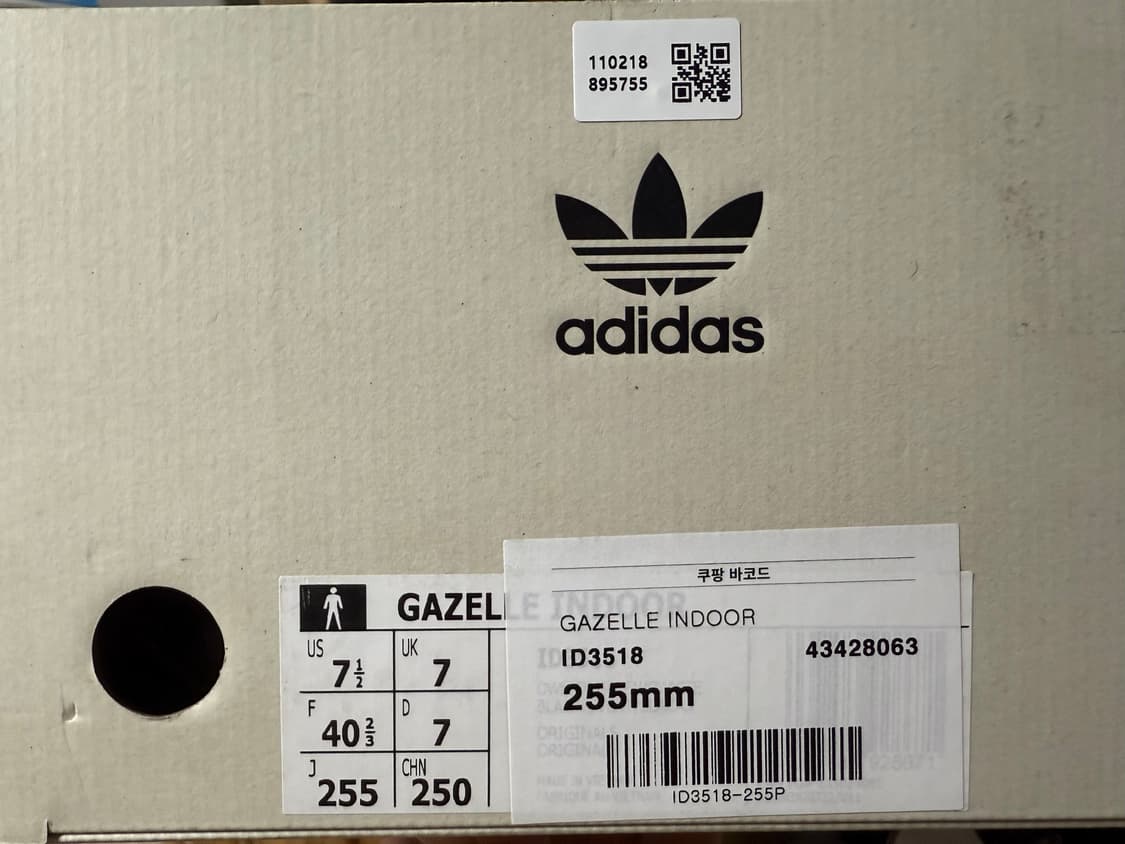 110218
895755
adidas
GAZELLE INDOOR
US
7½
UK
7
F
40⅔
D
7
J
255
CHN
250
쿠팡 바코드
GAZELLE INDOOR
ID3518
43428063
255mm
ID3518-255P